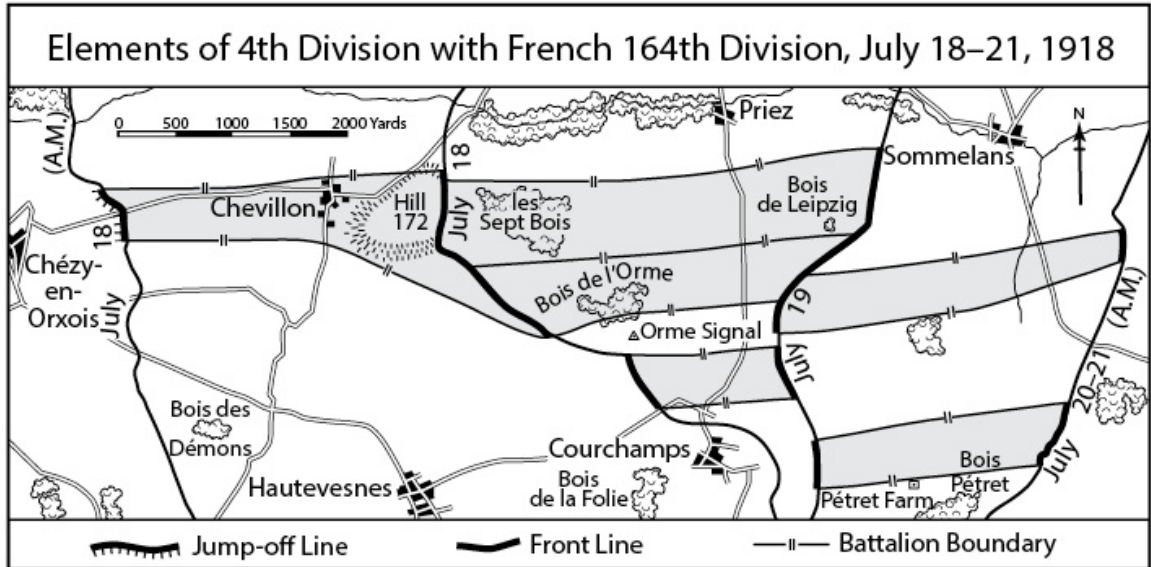 Elements of 4th Division with French 164th Division, July 18–21, 1918
(A.M.)
0 500 1000 1500 2000 Yards
18
Priez
N
Sommelans
Chevillon
Hill
172
les
Sept Bois
Bois
de Leipzig
July
18
Chézy-
en-
Orxois
July
Bois de l'Orme
Orme Signal
19
July
(A.M.)
20–21
July
Bois des
Démons
Courchamps
Hautevesnes
Bois
de la Folie
Bois
Pétret
Pétret Farm
Jump-off Line
Front Line
Battalion Boundary